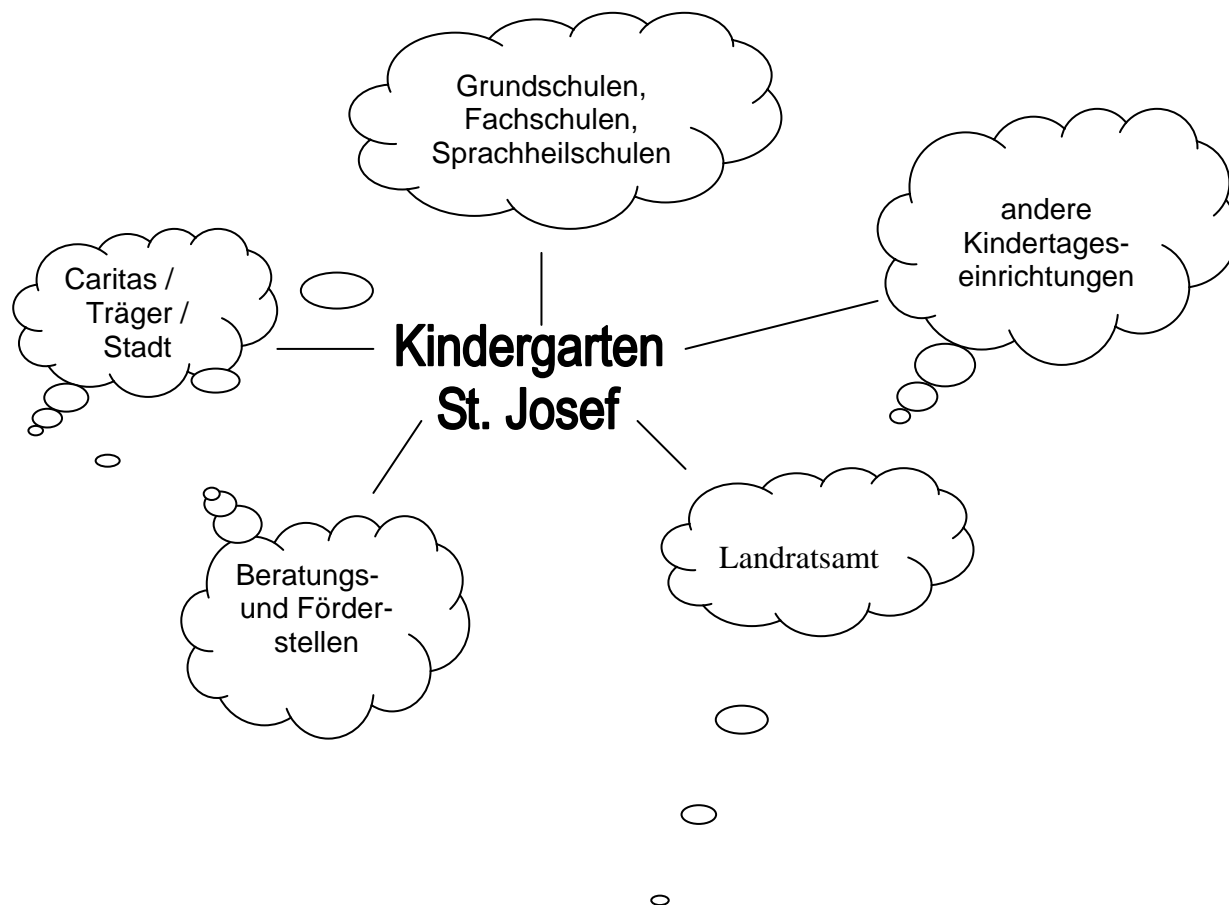 Grundschulen,
Fachschulen,
Sprachheilschulen
andere
Kindertages-
einrichtungen
Caritas /
Träger /
Stadt
Kindergarten
St. Josef
Beratungs-
und Förder-
stellen
Landratsamt